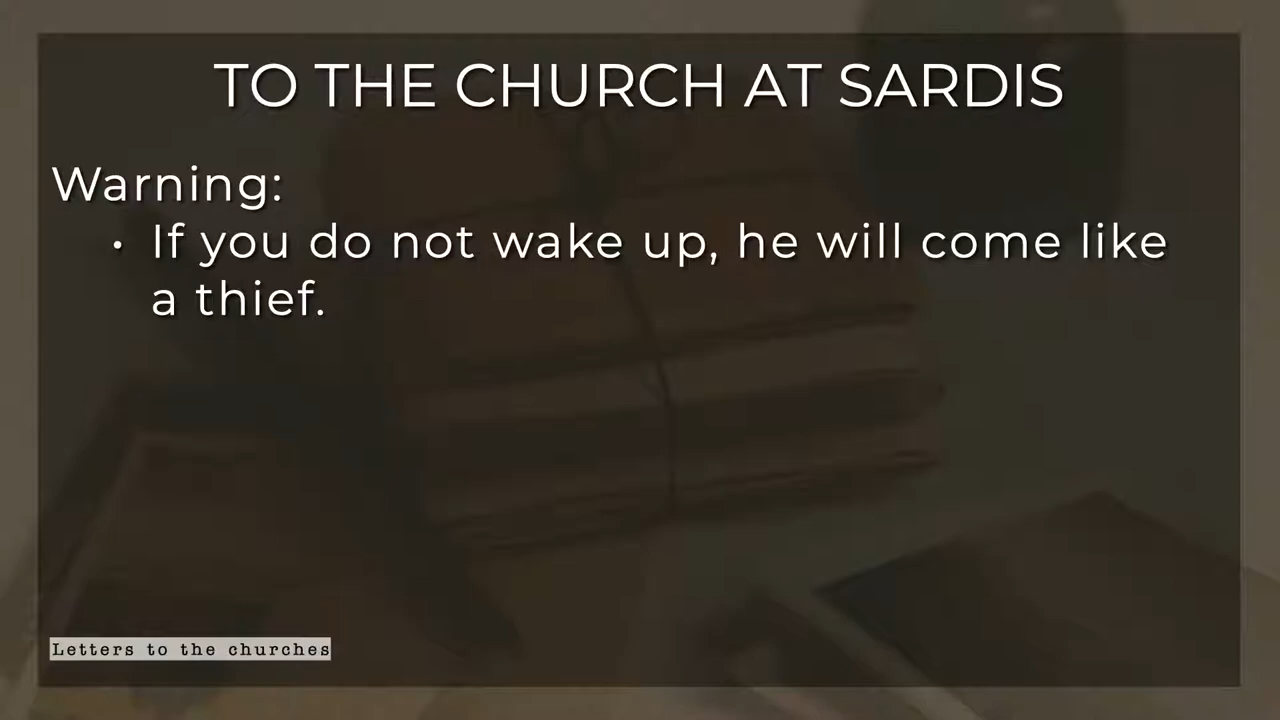 TO THE CHURCH AT SARDIS
Warning:
• If you do not wake up, he will come like
a thief.
Letters to the churches